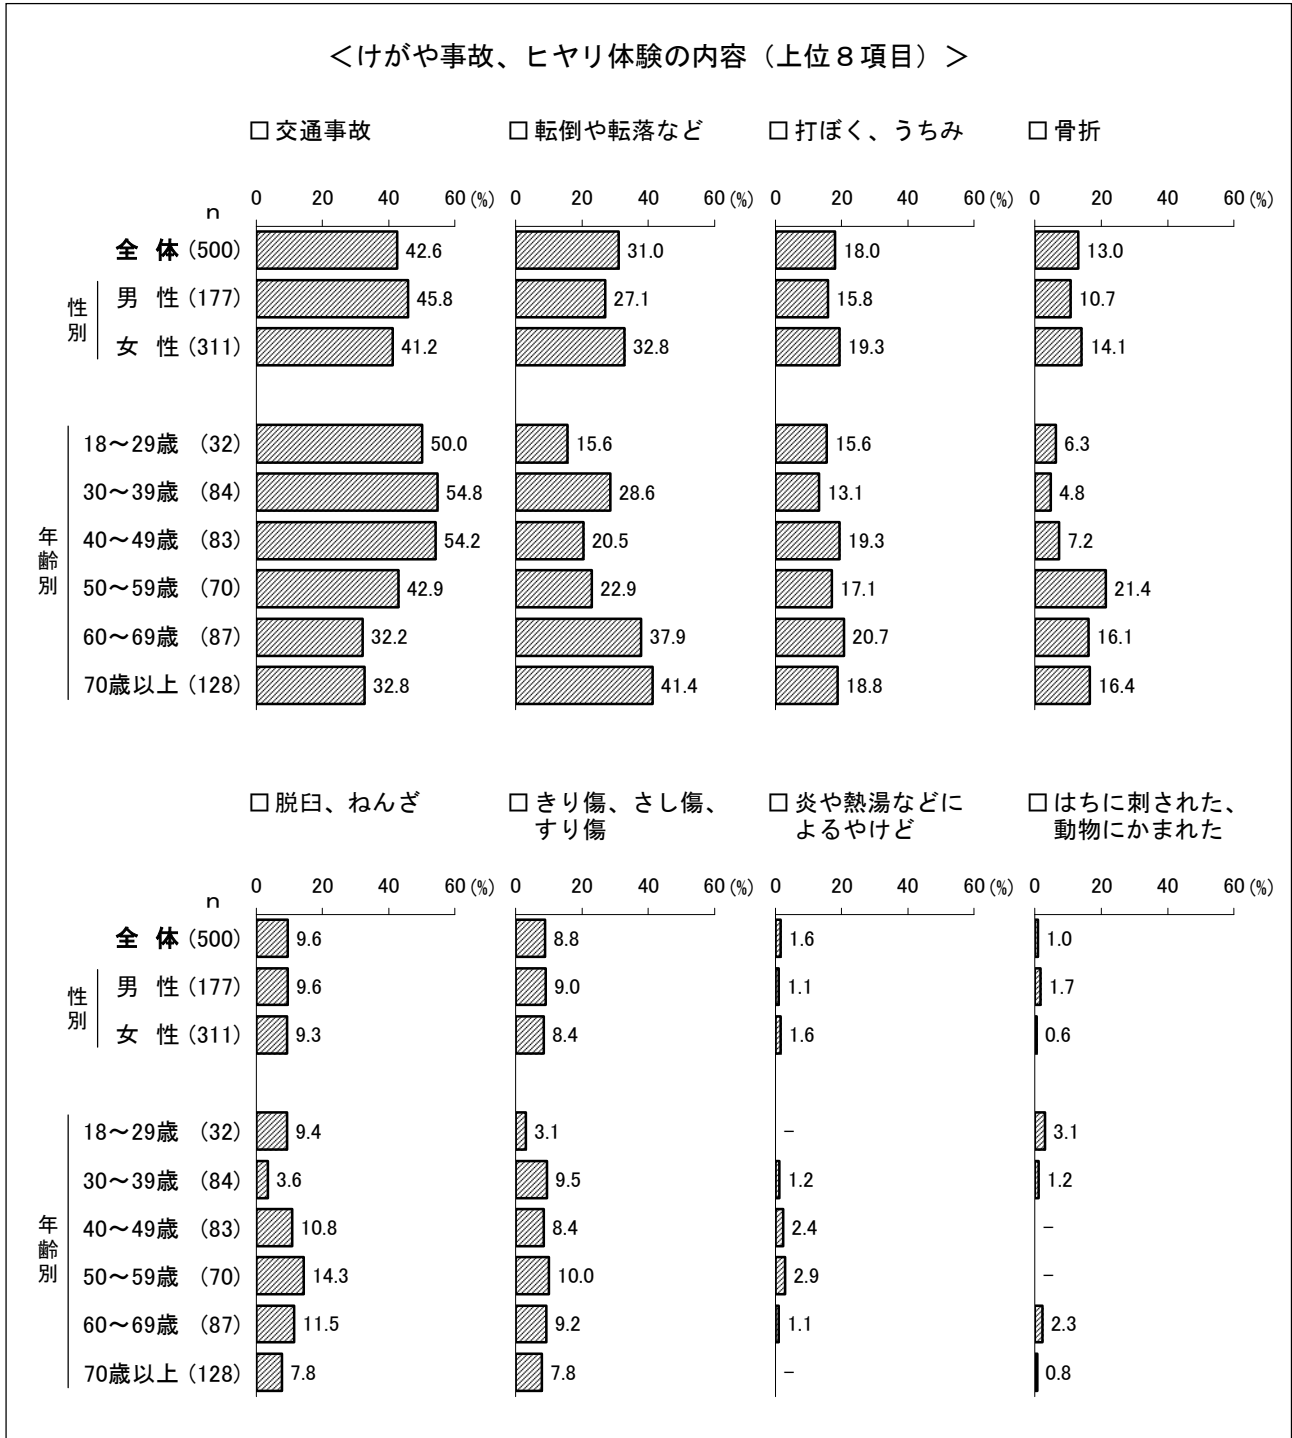 ＜けがや事故、ヒヤリ体験の内容（上位８項目）＞
□ 交通事故 □ 転倒や転落など □ 打ぼく、うちみ □ 骨折
0 20 40 60 (%) 0 20 40 60 (%) 0 20 40 60 (%) 0 20 40 60 (%)
n
全 体 (500) 42.6 31.0 18.0 13.0
性別
男 性 (177) 45.8 27.1 15.8 10.7
女 性 (311) 41.2 32.8 19.3 14.1
年齢別
18～29歳 (32) 50.0 15.6 15.6 6.3
30～39歳 (84) 54.8 28.6 13.1 4.8
40～49歳 (83) 54.2 20.5 19.3 7.2
50～59歳 (70) 42.9 22.9 17.1 21.4
60～69歳 (87) 32.2 37.9 20.7 16.1
70歳以上 (128) 32.8 41.4 18.8 16.4
□ 脱臼、ねんざ □ きり傷、さし傷、 □ 炎や熱湯などに □ はちに刺された、
すり傷 よるやけど 動物にかまれた
0 20 40 60 (%) 0 20 40 60 (%) 0 20 40 60 (%) 0 20 40 60 (%)
n
全 体 (500) 9.6 8.8 1.6 1.0
性別
男 性 (177) 9.6 9.0 1.1 1.7
女 性 (311) 9.3 8.4 1.6 0.6
年齢別
18～29歳 (32) 9.4 3.1 － 3.1
30～39歳 (84) 3.6 9.5 1.2 1.2
40～49歳 (83) 10.8 8.4 2.4 －
50～59歳 (70) 14.3 10.0 2.9 －
60～69歳 (87) 11.5 9.2 1.1 2.3
70歳以上 (128) 7.8 7.8 － 0.8